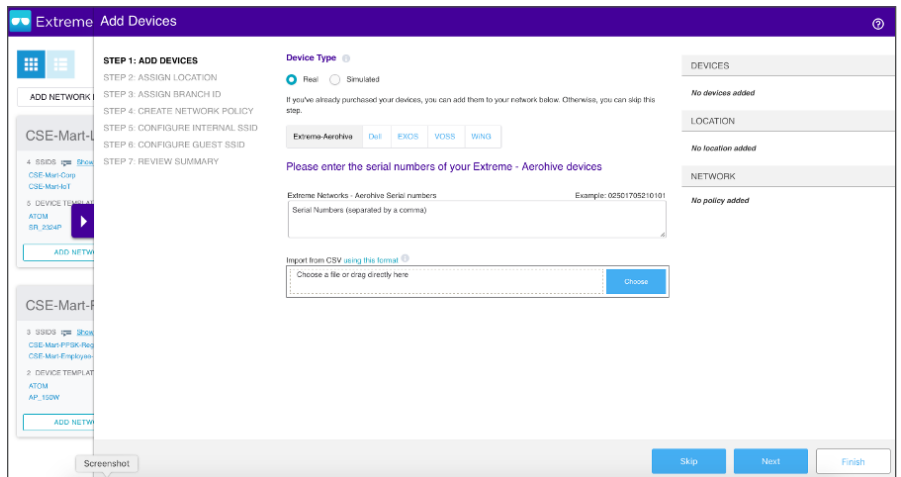 Extreme Add Devices
ADD NETWORK
CSE-Mart-L
4 SSIDS Show
CSE-Mart-Corp
CSE-Mart-IoT
5 DEVICE TEMPLAT
ATOM
SR_2324P
ADD NETW
CSE-Mart-F
3 SSIDS Show
CSE-Mart-PPSK-Reg
CSE-Mart-Employee-
2 DEVICE TEMPLAT
ATOM
AP_150W
ADD NETW
Screenshot
STEP 1: ADD DEVICES
STEP 2: ASSIGN LOCATION
STEP 3: ASSIGN BRANCH ID
STEP 4: CREATE NETWORK POLICY
STEP 5: CONFIGURE INTERNAL SSID
STEP 6: CONFIGURE GUEST SSID
STEP 7: REVIEW SUMMARY
Device Type
Real Simulated
If you've already purchased your devices, you can add them to your network below. Otherwise, you can skip this
step.
Extreme-Aerohive Dell EXOS VOSS WiNG
Please enter the serial numbers of your Extreme - Aerohive devices
Extreme Networks - Aerohive Serial numbers Example: 02501705210101
Serial Numbers (separated by a comma)
Import from CSV using this format
Choose a file or drag directly here
Choose
DEVICES
No devices added
LOCATION
No location added
NETWORK
No policy added
Skip Next Finish